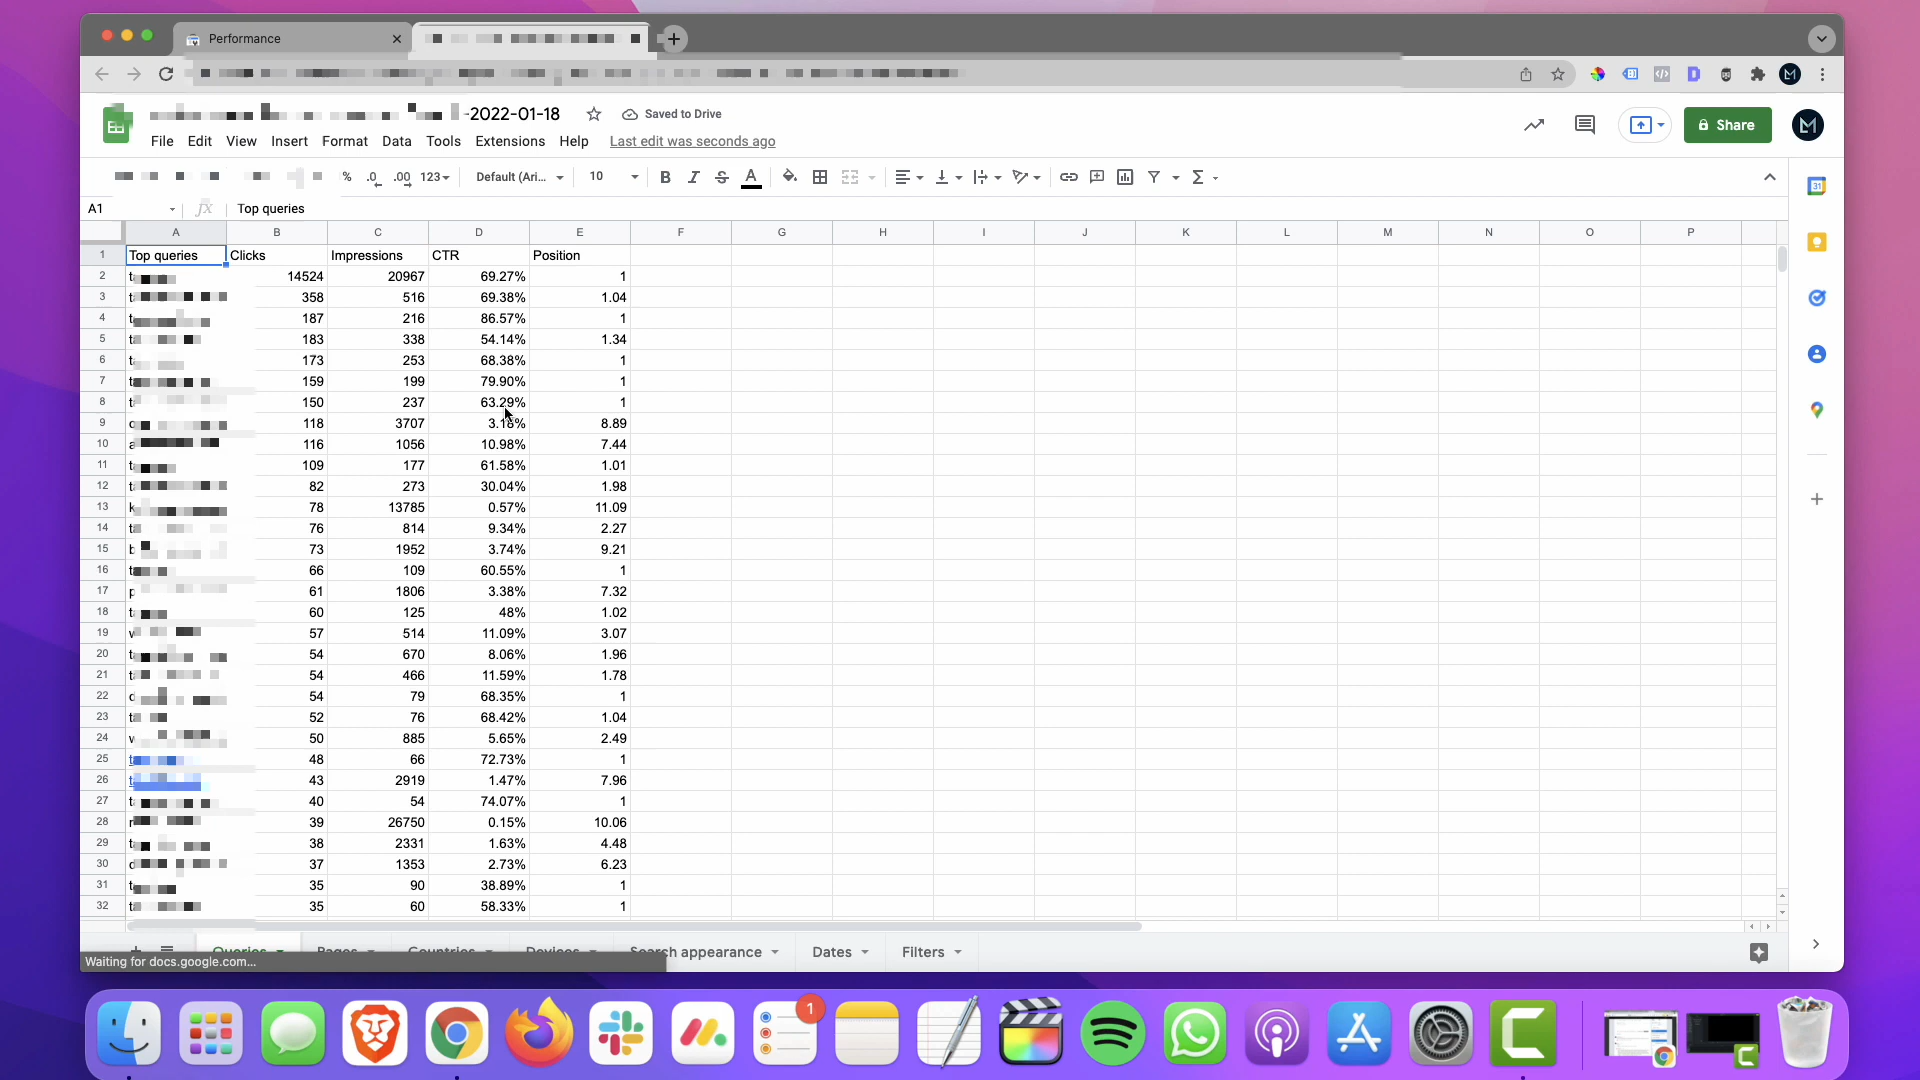 Performance
-2022-01-18
Saved to Drive
File Edit View Insert Format Data Tools Extensions Help Last edit was seconds ago
Share
% .0 .00 123 Default (Ari... 10 B I S A
A1 fx Top queries
A B C D E F G H I J K L M N O P
1 Top queries Clicks Impressions CTR Position
2 14524 20967 69.27% 1
3 358 516 69.38% 1.04
4 187 216 86.57% 1
5 183 338 54.14% 1.34
6 173 253 68.38% 1
7 159 199 79.90% 1
8 150 237 63.29% 1
9 118 3707 3.18% 8.89
10 116 1056 10.98% 7.44
11 109 177 61.58% 1.01
12 82 273 30.04% 1.98
13 78 13785 0.57% 11.09
14 76 814 9.34% 2.27
15 73 1952 3.74% 9.21
16 66 109 60.55% 1
17 61 1806 3.38% 7.32
18 60 125 48% 1.02
19 57 514 11.09% 3.07
20 54 670 8.06% 1.96
21 54 466 11.59% 1.78
22 54 79 68.35% 1
23 52 76 68.42% 1.04
24 50 885 5.65% 2.49
25 48 66 72.73% 1
26 43 2919 1.47% 7.96
27 40 54 74.07% 1
28 39 26750 0.15% 10.06
29 38 2331 1.63% 4.48
30 37 1353 2.73% 6.23
31 35 90 38.89% 1
32 35 60 58.33% 1
Queries Pages Countries Devices Search appearance Dates Filters
Waiting for docs.google.com...
1